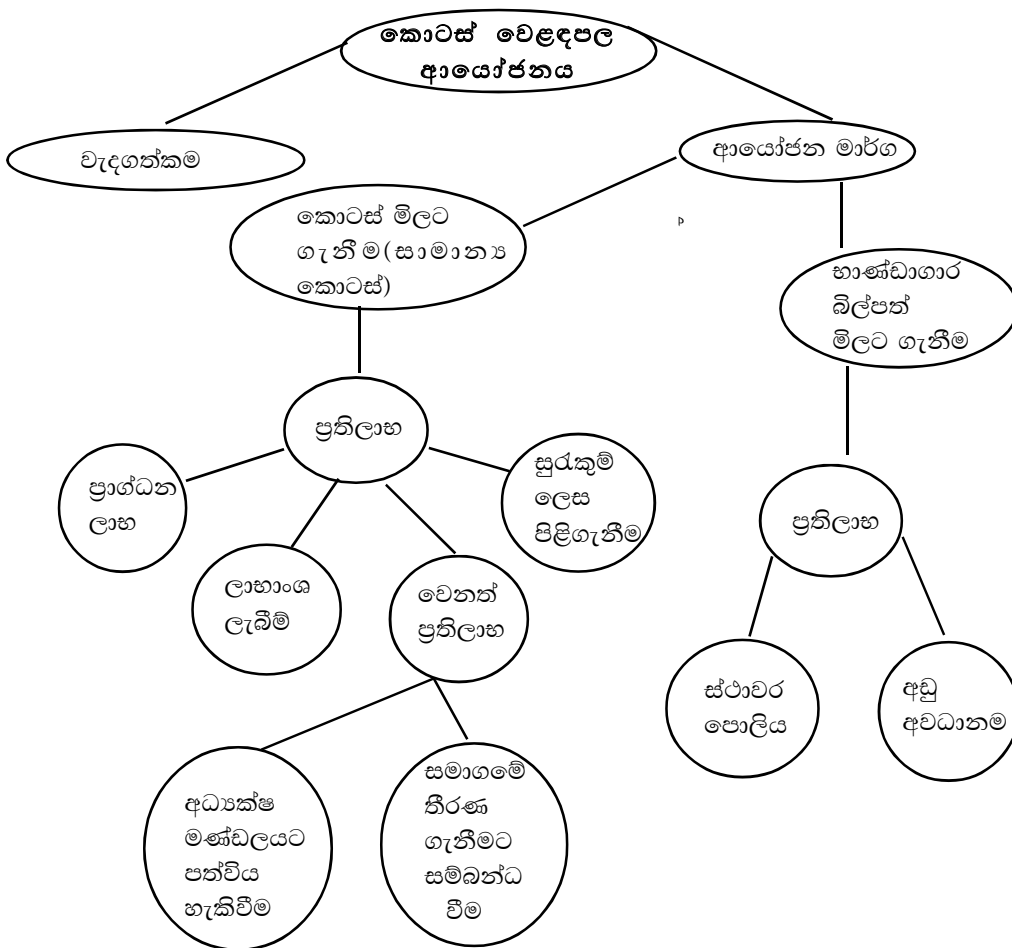 කොටස් වෙළඳපල
ආයෝජනය
වැදගත්කම
ආයෝජන මාර්ග
කොටස් මිලට
ගැනීම(සාමාන්‍ය
කොටස්)
භාණ්ඩාගාර
බිල්පත්
මිලට ගැනීම
ප්‍රතිලාභ
ප්‍රාග්ධන
ලාභ
ලාභාංශ
ලැබීම්
වෙනත්
ප්‍රතිලාභ
සුරැකුම්
ලෙස
පිළිගැනීම
ප්‍රතිලාභ
ස්ථාවර
පොලිය
අඩු
අවධානම
අධ්‍යක්ෂ
මණ්ඩලයට
පත්විය
හැකිවීම
සමාගමේ
තීරණ
ගැනීමට
සම්බන්ධ
වීම